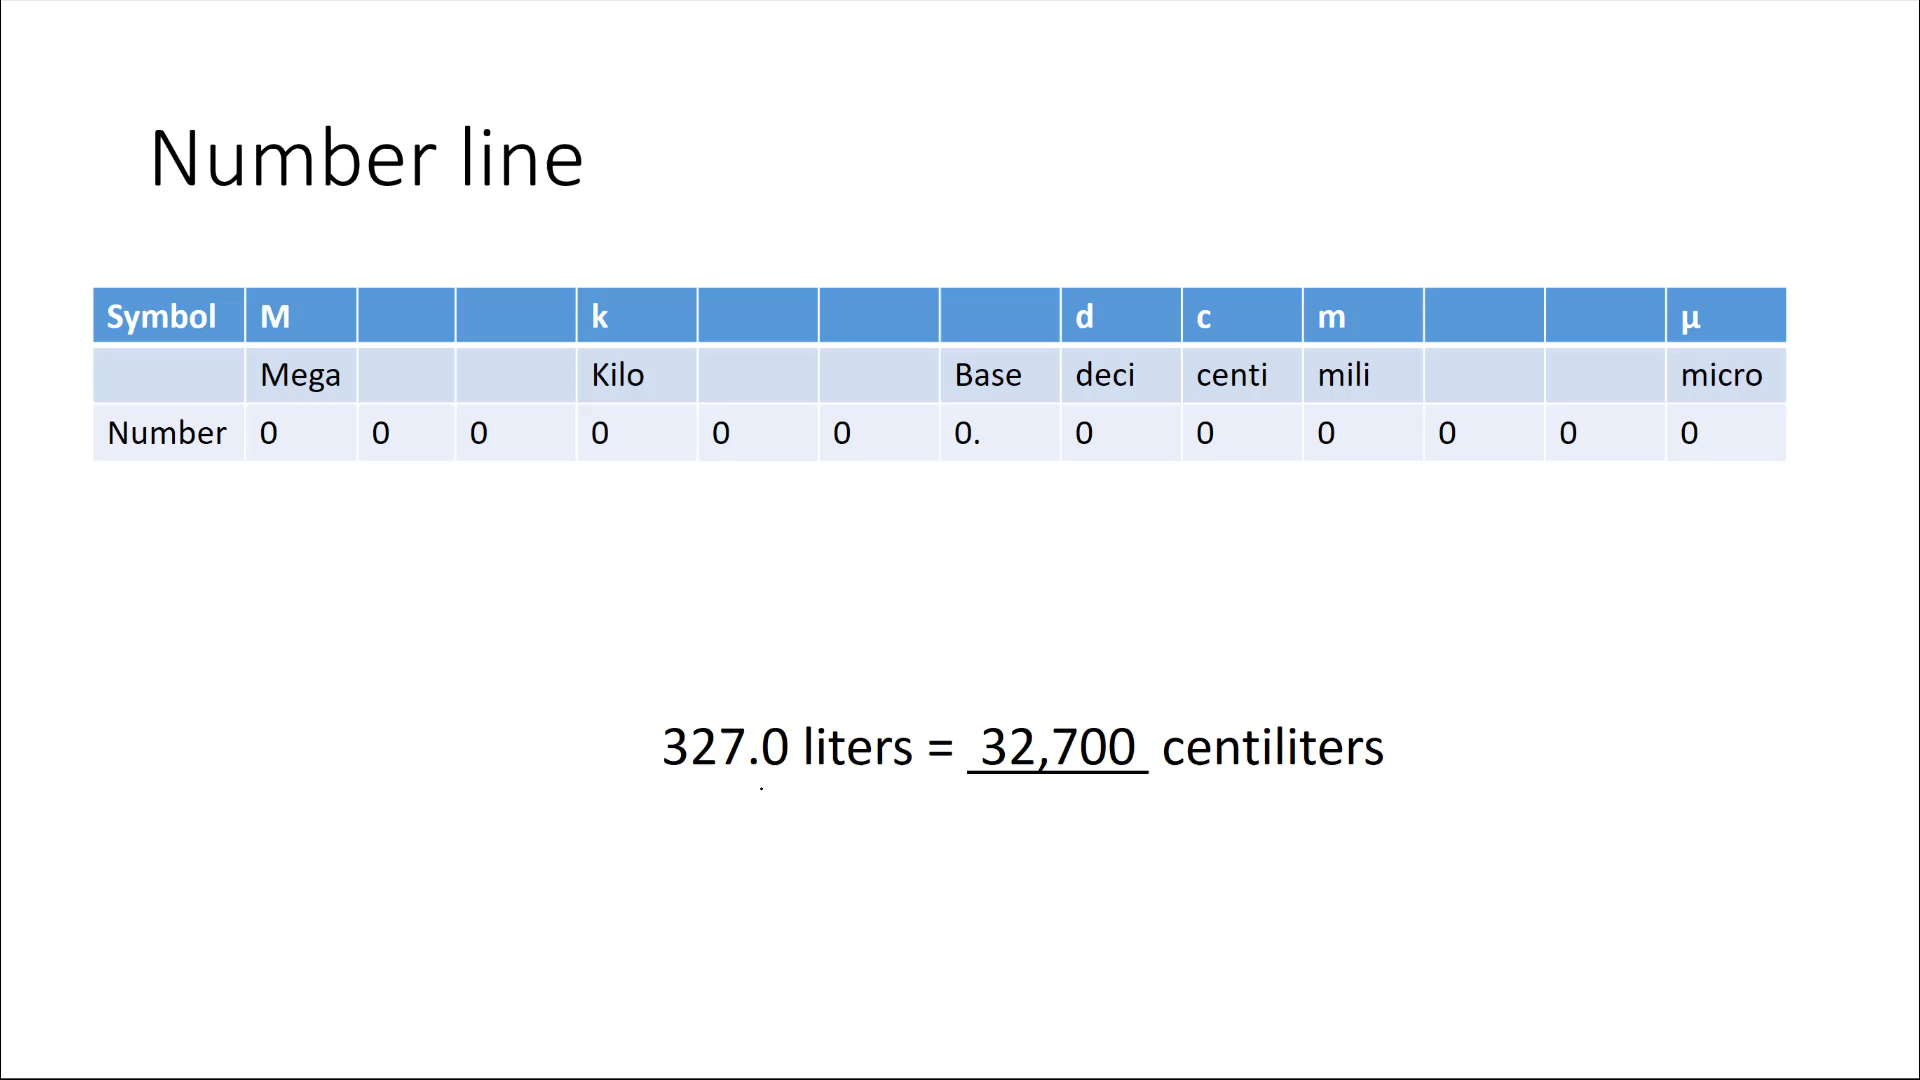 Number line
Symbol M k d c m μ
Mega Kilo Base deci centi mili micro
Number 0 0 0 0 0 0 0. 0 0 0 0 0 0
327.0 liters = 32,700 centiliters